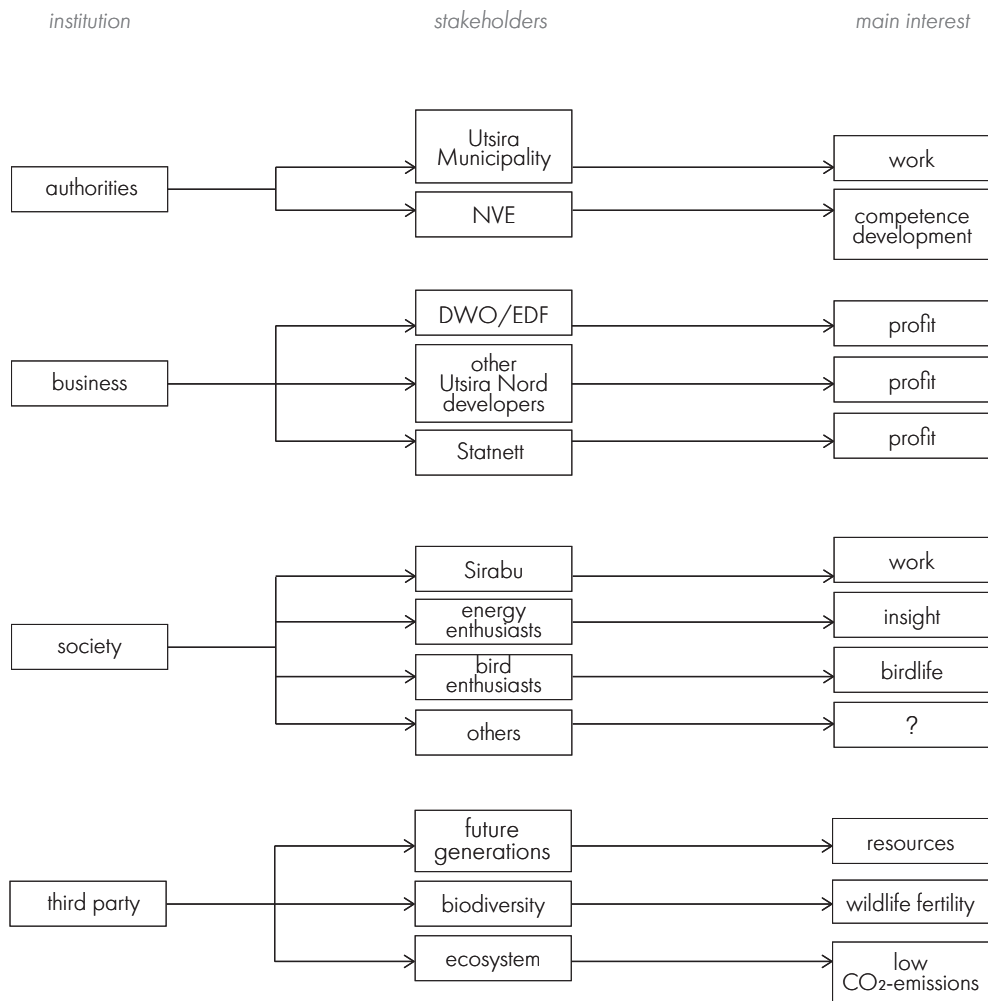 institution
stakeholders
main interest
authorities
Utsira
Municipality
work
NVE
competence
development
business
DWO/EDF
profit
other
Utsira Nord
developers
profit
Statnett
profit
society
Sirabu
work
energy
enthusiasts
insight
bird
enthusiasts
birdlife
others
?
third party
future
generations
resources
biodiversity
wildlife fertility
ecosystem
low
CO₂-emissions